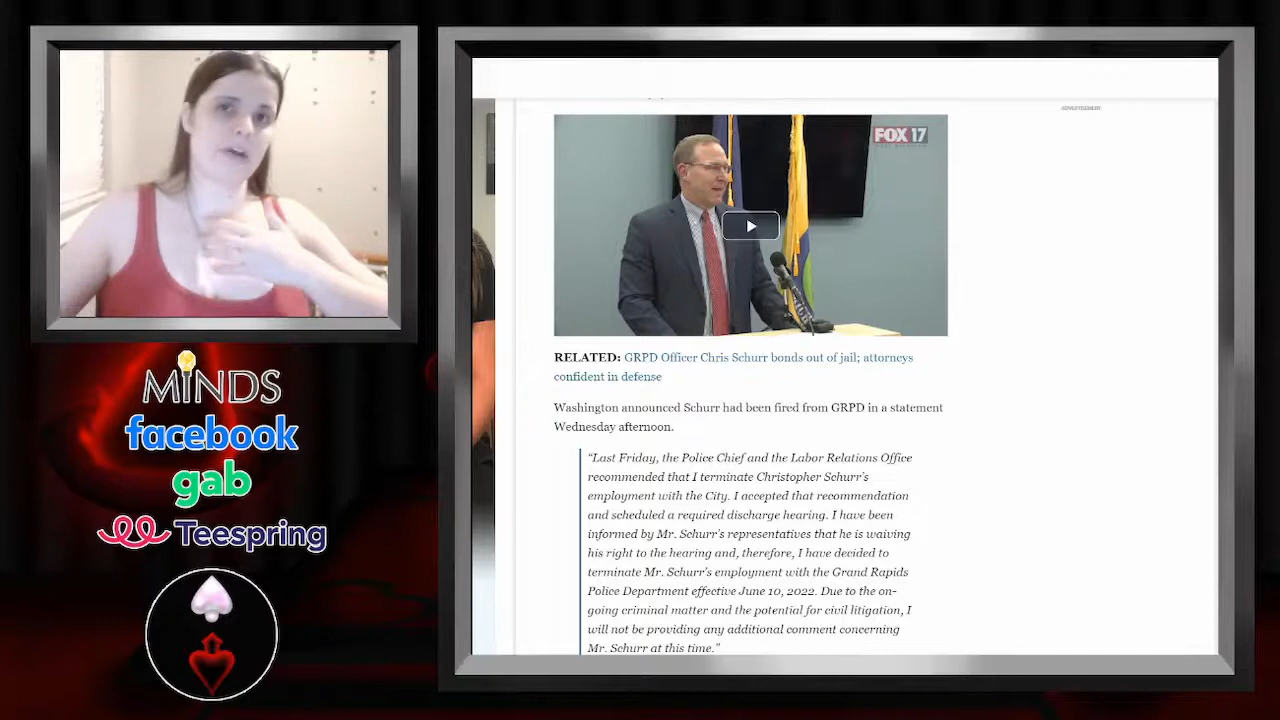 MINDS
facebook
gab
Teespring
ADVERTISEMENT
FOX 17
RELATED: GRPD Officer Chris Schurr bonds out of jail; attorneys
confident in defense
Washington announced Schurr had been fired from GRPD in a statement
Wednesday afternoon.
“Last Friday, the Police Chief and the Labor Relations Office
recommended that I terminate Christopher Schurr’s
employment with the City. I accepted that recommendation
and scheduled a required discharge hearing. I have been
informed by Mr. Schurr’s representatives that he is waiving
his right to the hearing and, therefore, I have decided to
terminate Mr. Schurr’s employment with the Grand Rapids
Police Department effective June 10, 2022. Due to the on-
going criminal matter and the potential for civil litigation, I
will not be providing any additional comment concerning
Mr. Schurr at this time.”